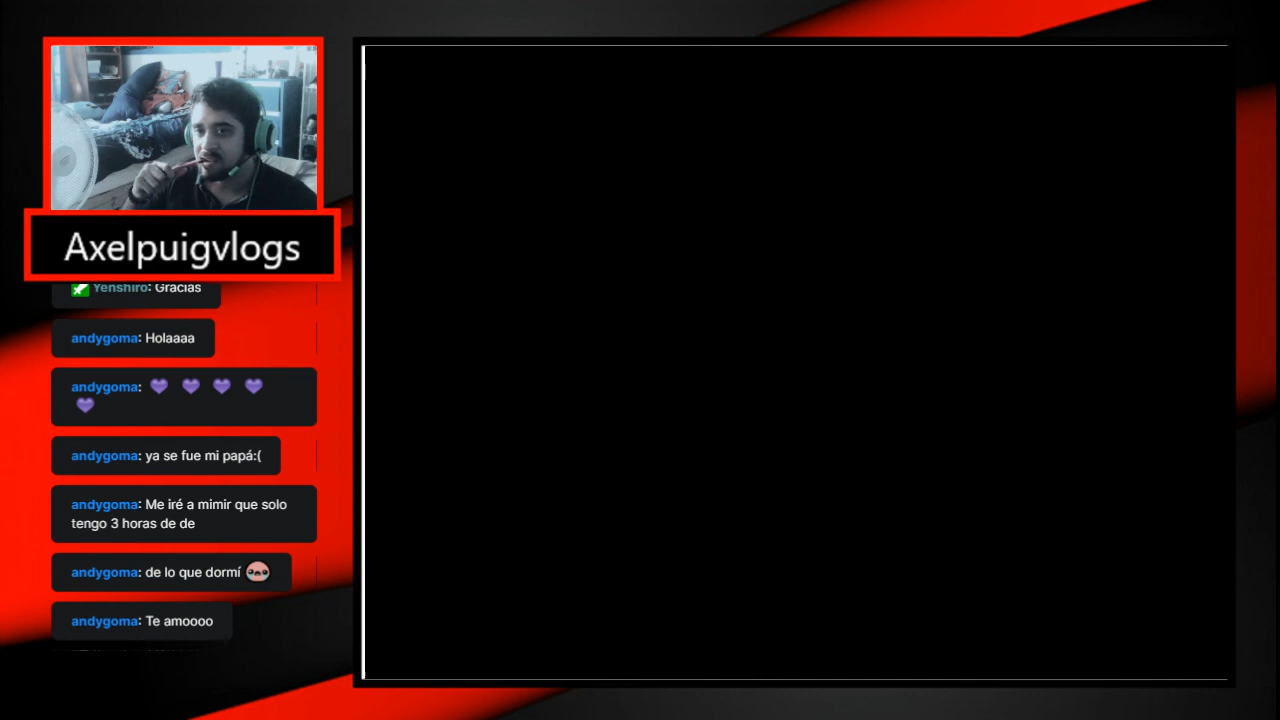 Axelpuigvlogs
Yenshiro: Gracias
andygoma: Holaaaa
andygoma:
andygoma: ya se fue mi papá:(
andygoma: Me iré a mimir que solo
tengo 3 horas de de
andygoma: de lo que dormí
andygoma: Te amoooo